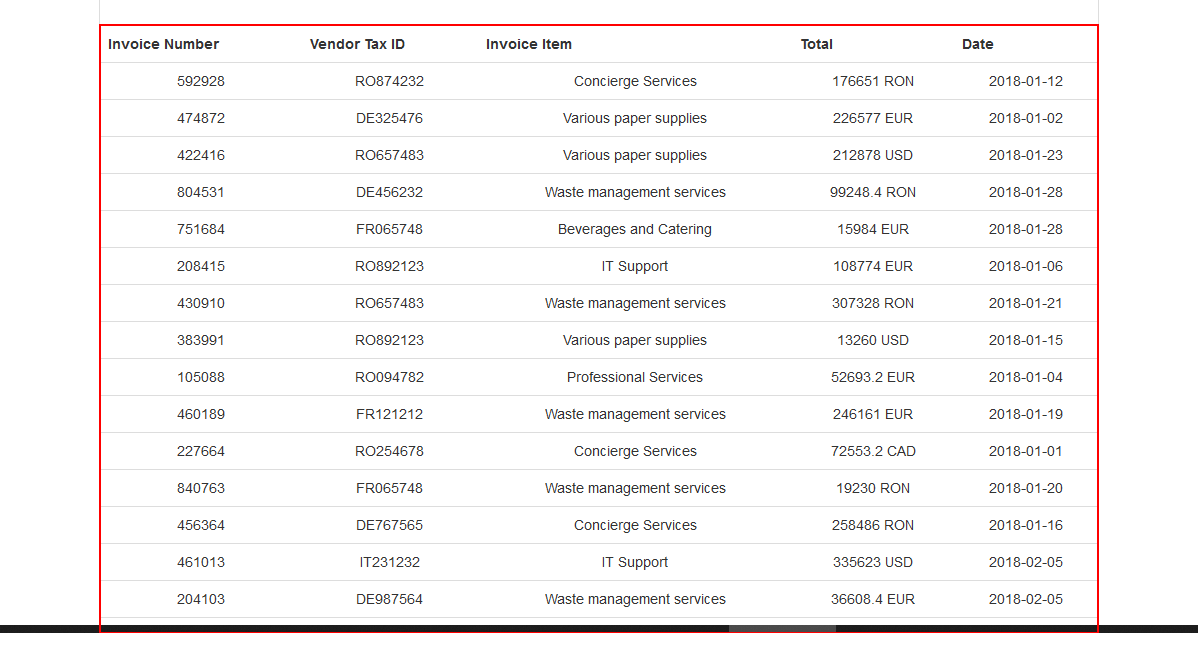 Invoice Number Vendor Tax ID Invoice Item Total Date
592928 RO874232 Concierge Services 176651 RON 2018-01-12
474872 DE325476 Various paper supplies 226577 EUR 2018-01-02
422416 RO657483 Various paper supplies 212878 USD 2018-01-23
804531 DE456232 Waste management services 99248.4 RON 2018-01-28
751684 FR065748 Beverages and Catering 15984 EUR 2018-01-28
208415 RO892123 IT Support 108774 EUR 2018-01-06
430910 RO657483 Waste management services 307328 RON 2018-01-21
383991 RO892123 Various paper supplies 13260 USD 2018-01-15
105088 RO094782 Professional Services 52693.2 EUR 2018-01-04
460189 FR121212 Waste management services 246161 EUR 2018-01-19
227664 RO254678 Concierge Services 72553.2 CAD 2018-01-01
840763 FR065748 Waste management services 19230 RON 2018-01-20
456364 DE767565 Concierge Services 258486 RON 2018-01-16
461013 IT231232 IT Support 335623 USD 2018-02-05
204103 DE987564 Waste management services 36608.4 EUR 2018-02-05